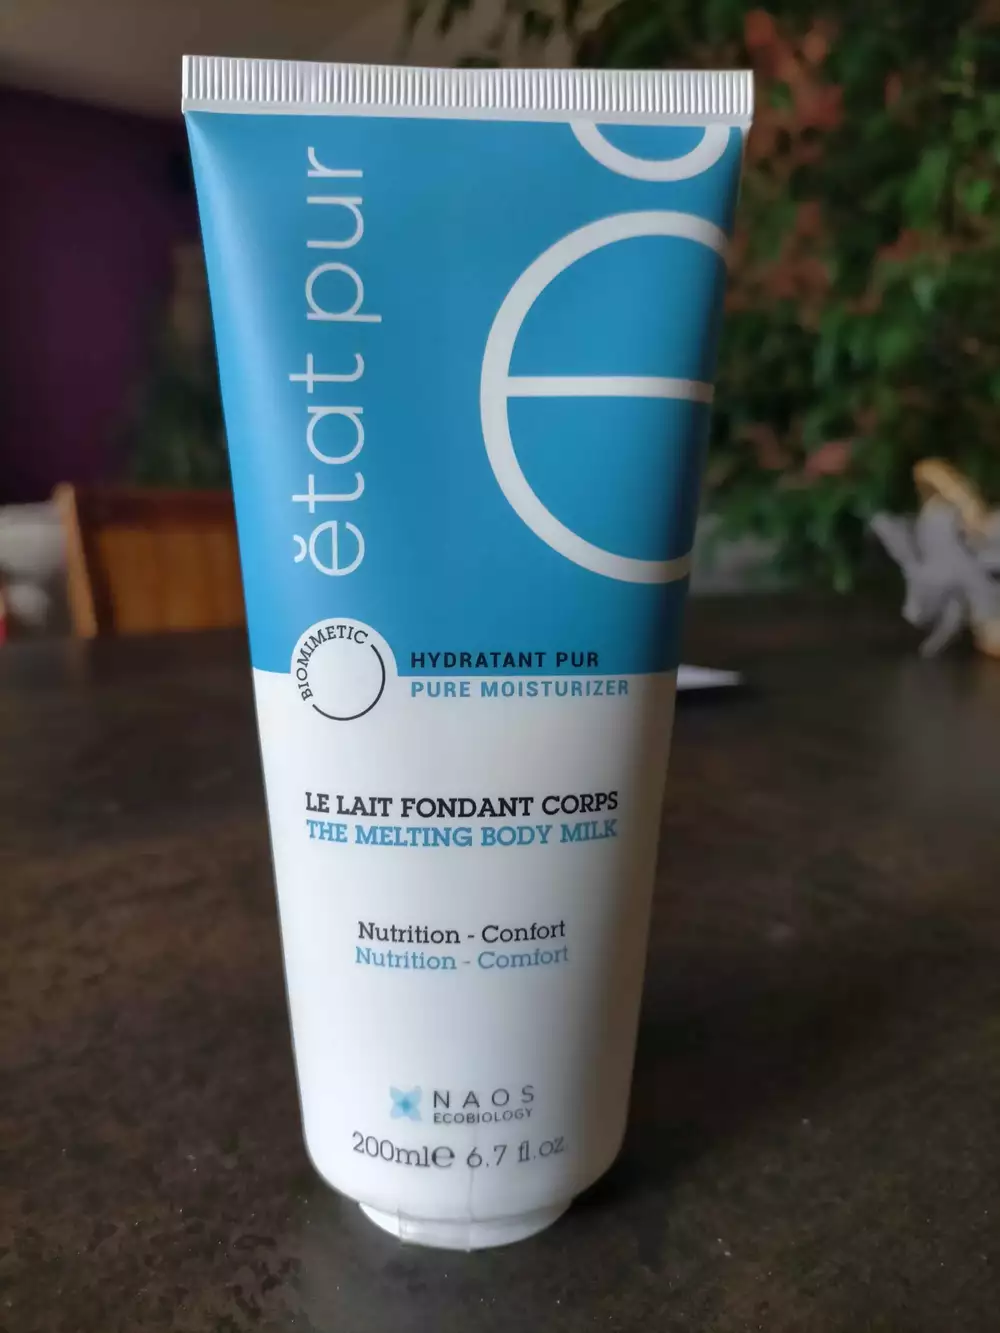 ětat pur
e
BIOMIMETIC
HYDRATANT PUR
PURE MOISTURIZER
LE LAIT FONDANT CORPS
THE MELTING BODY MILK
Nutrition - Confort
Nutrition - Comfort
NAOS
ECOBIOLOGY
200ml℮ 6.7 fl.oz.